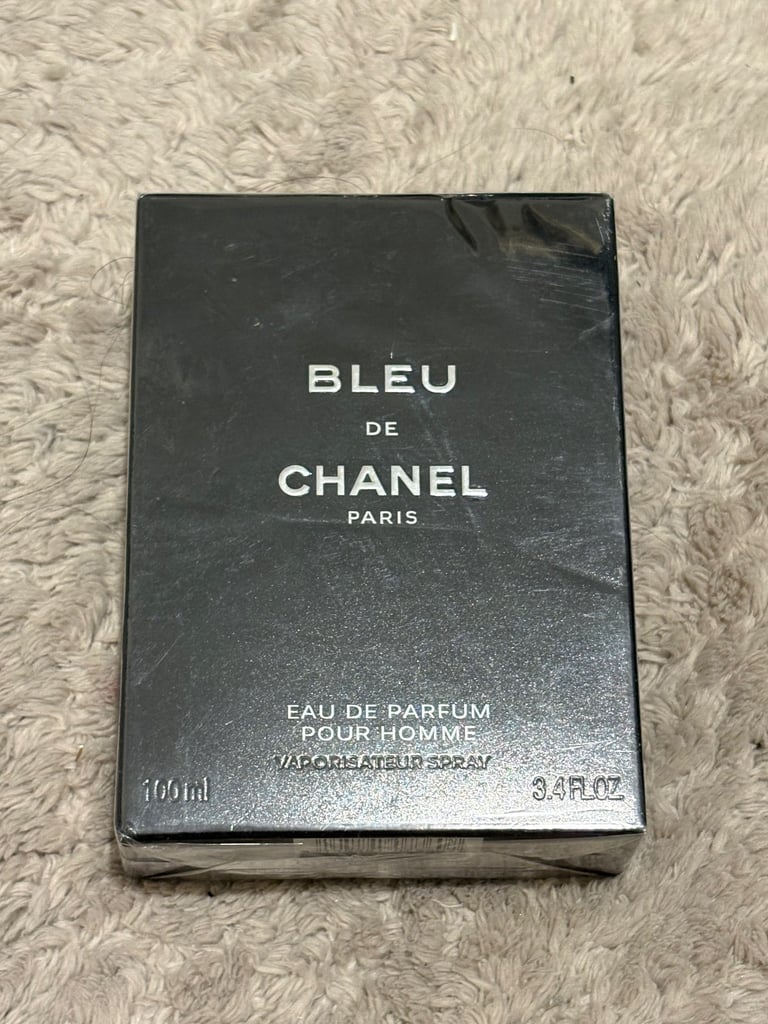 BLEU
DE
CHANEL
PARIS
EAU DE PARFUM
POUR HOMME
VAPORISATEUR SPRAY
100 ml 3.4 FL.OZ.